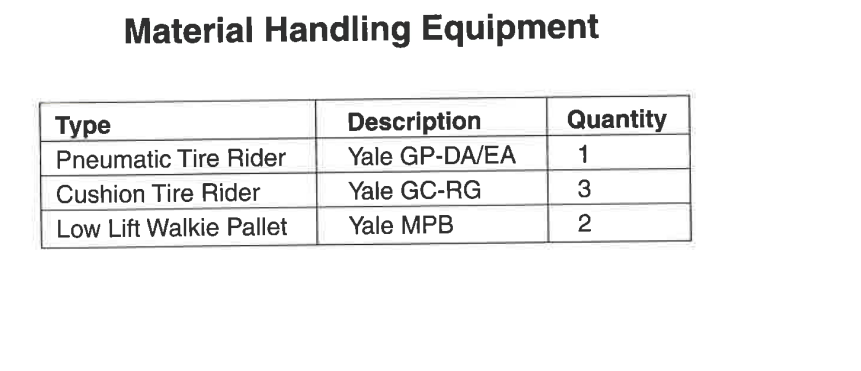 Material Handling Equipment
Type Description Quantity
Pneumatic Tire Rider Yale GP-DA/EA 1
Cushion Tire Rider Yale GC-RG 3
Low Lift Walkie Pallet Yale MPB 2